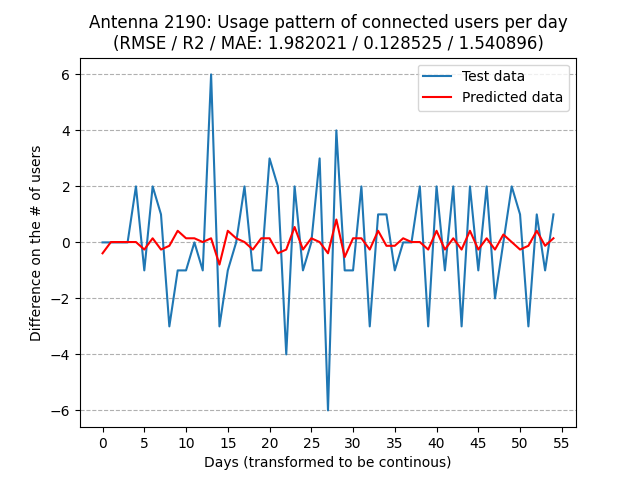 Antenna 2190: Usage pattern of connected users per day
(RMSE / R2 / MAE: 1.982021 / 0.128525 / 1.540896)
Test data
Predicted data
Difference on the # of users
6
4
2
0
−2
−4
−6
0 5 10 15 20 25 30 35 40 45 50 55
Days (transformed to be continous)